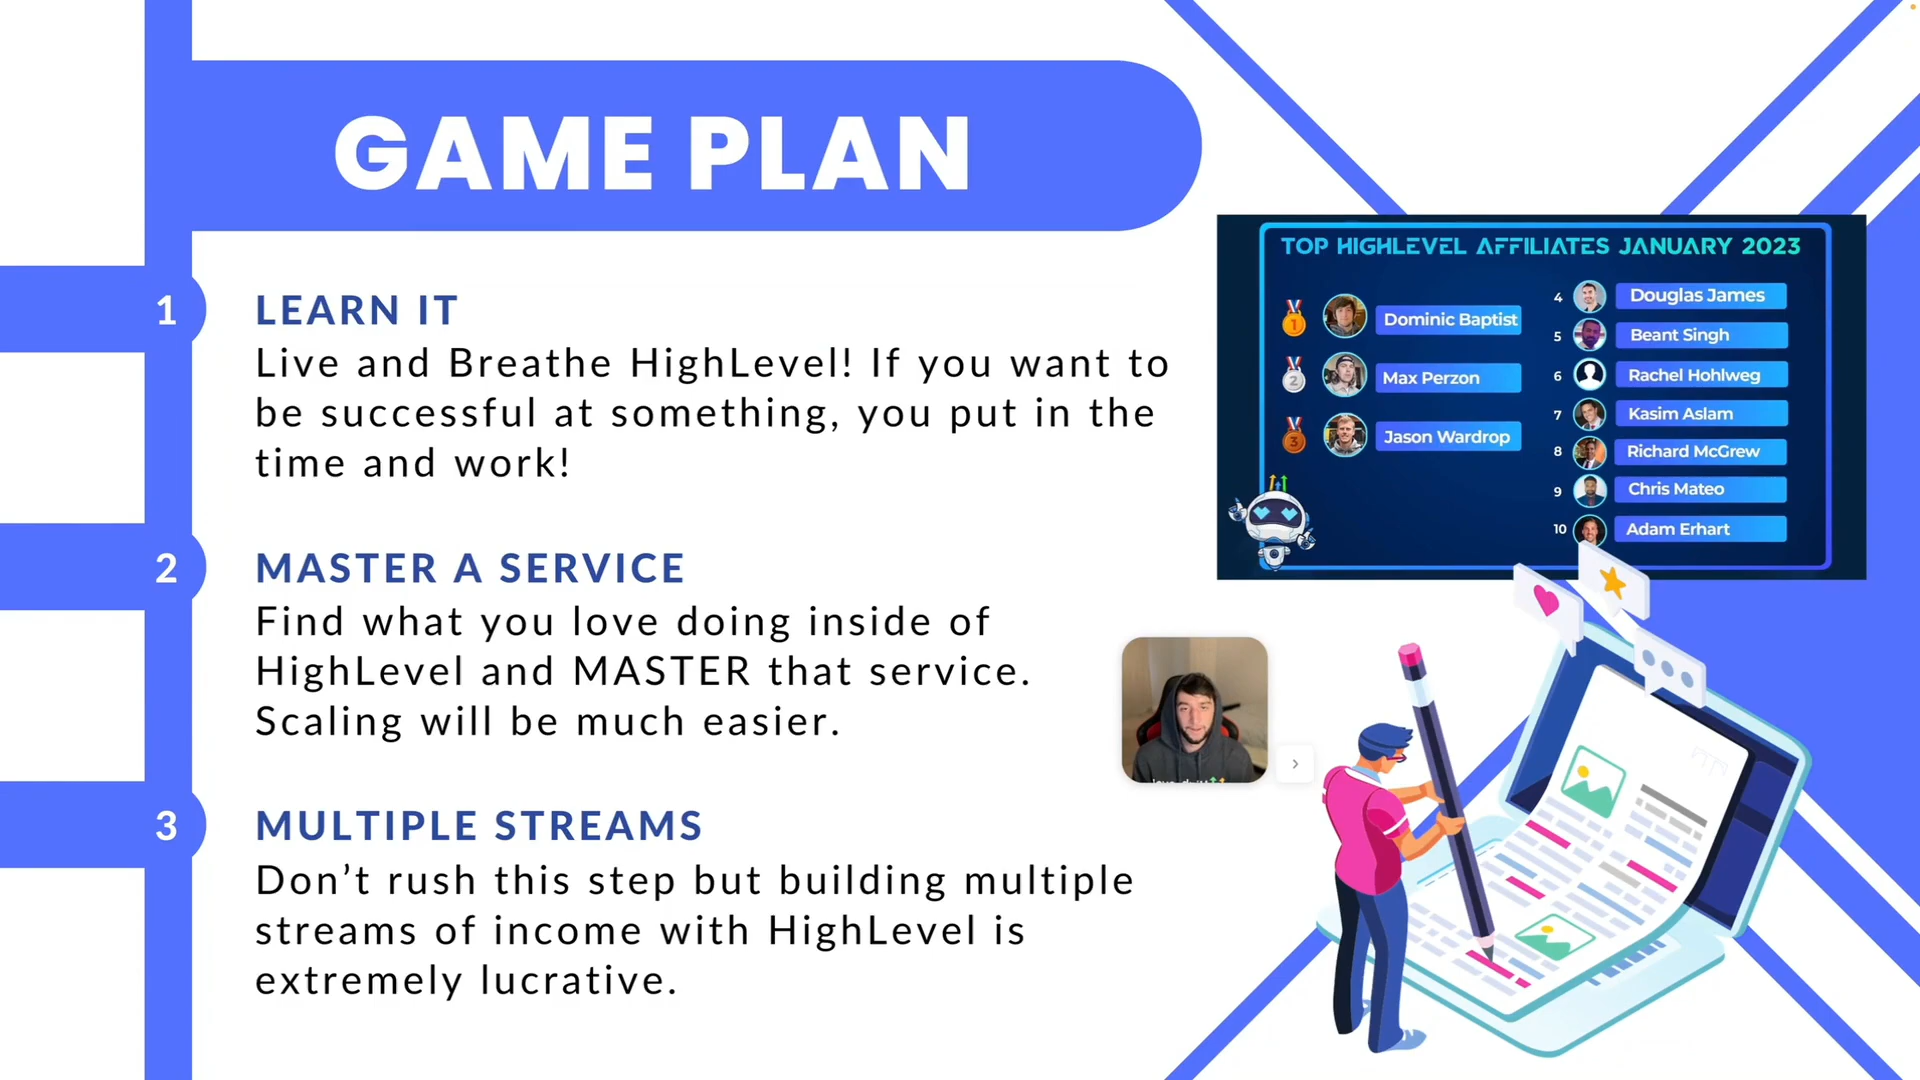 GAME PLAN
1
LEARN IT
Live and Breathe HighLevel! If you want to
be successful at something, you put in the
time and work!
2
MASTER A SERVICE
Find what you love doing inside of
HighLevel and MASTER that service.
Scaling will be much easier.
3
MULTIPLE STREAMS
Don’t rush this step but building multiple
streams of income with HighLevel is
extremely lucrative.
TOP HIGHLEVEL AFFILIATES JANUARY 2023
1 Dominic Baptist
2 Max Perzon
3 Jason Wardrop
4 Douglas James
5 Beant Singh
6 Rachel Hohlweg
7 Kasim Aslam
8 Richard McGrew
9 Chris Mateo
10 Adam Erhart